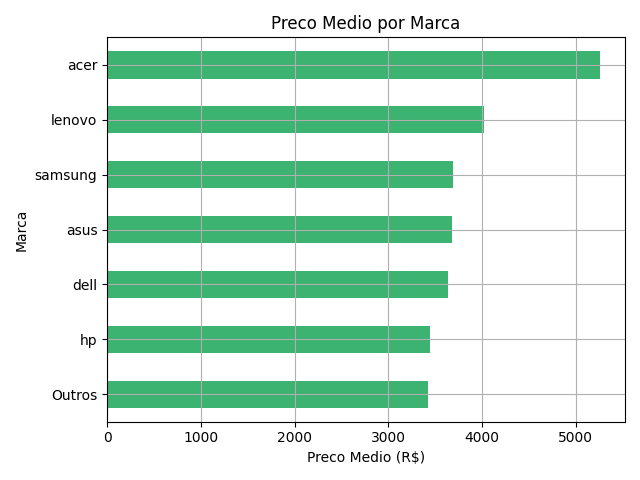 Preco Medio por Marca
acer
lenovo
samsung
asus
dell
hp
Outros
Marca
0 1000 2000 3000 4000 5000
Preco Medio (R$)